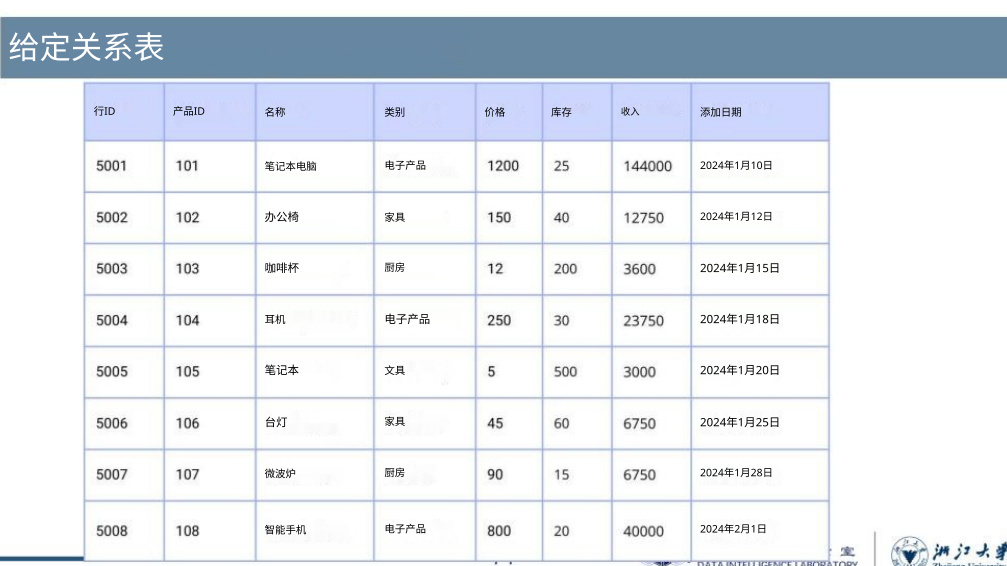 给定关系表
行ID 产品ID 名称 类别 价格 库存 收入 添加日期
5001 101 笔记本电脑 电子产品 1200 25 144000 2024年1月10日
5002 102 办公椅 家具 150 40 12750 2024年1月12日
5003 103 咖啡杯 厨房 12 200 3600 2024年1月15日
5004 104 耳机 电子产品 250 30 23750 2024年1月18日
5005 105 笔记本 文具 5 500 3000 2024年1月20日
5006 106 台灯 家具 45 60 6750 2024年1月25日
5007 107 微波炉 厨房 90 15 6750 2024年1月28日
5008 108 智能手机 电子产品 800 20 40000 2024年2月1日
室 浙江大学
DATA INTELLIGENCE LABORATORY